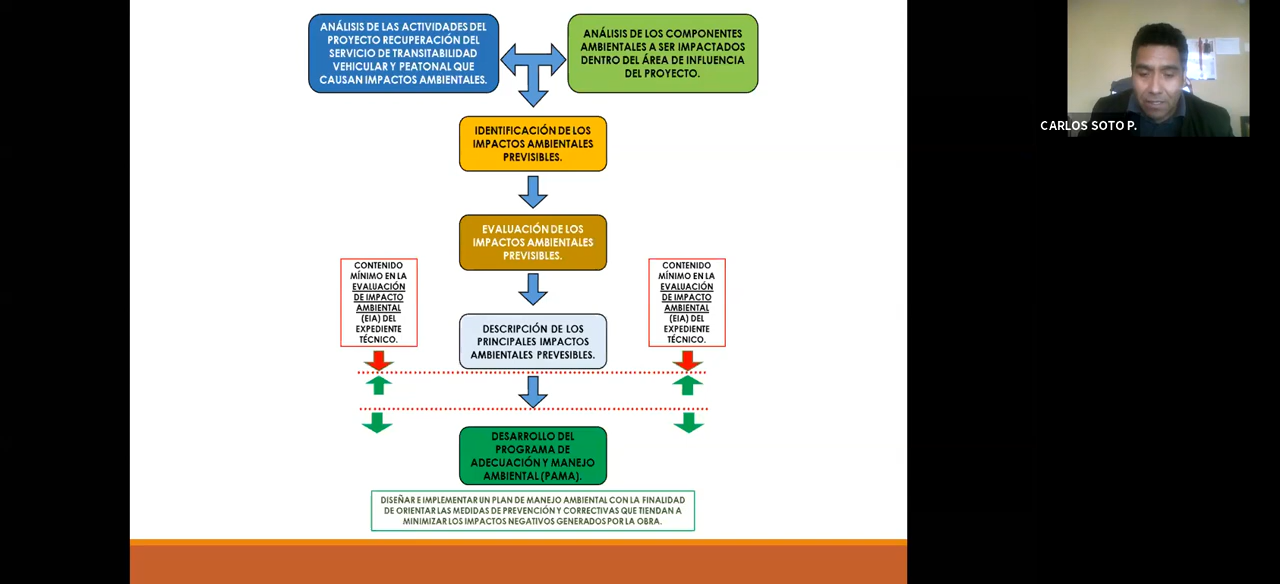 ANÁLISIS DE LAS ACTIVIDADES DEL
PROYECTO RECUPERACIÓN DEL
SERVICIO DE TRANSITABILIDAD
VEHICULAR Y PEATONAL QUE
CAUSAN IMPACTOS AMBIENTALES.
ANÁLISIS DE LOS COMPONENTES
AMBIENTALES A SER IMPACTADOS
DENTRO DEL ÁREA DE INFLUENCIA
DEL PROYECTO.
CARLOS SOTO P.
IDENTIFICACIÓN DE LOS
IMPACTOS AMBIENTALES
PREVISIBLES.
EVALUACIÓN DE LOS
IMPACTOS AMBIENTALES
PREVISIBLES.
CONTENIDO
MÍNIMO EN LA
EVALUACIÓN
DE IMPACTO
AMBIENTAL
(EIA) DEL
EXPEDIENTE
TÉCNICO.
CONTENIDO
MÍNIMO EN LA
EVALUACIÓN
DE IMPACTO
AMBIENTAL
(EIA) DEL
EXPEDIENTE
TÉCNICO.
DESCRIPCIÓN DE LOS
PRINCIPALES IMPACTOS
AMBIENTALES PREVESIBLES.
DESARROLLO DEL
PROGRAMA DE
ADECUACIÓN Y MANEJO
AMBIENTAL (PAMA).
DISEÑAR E IMPLEMENTAR UN PLAN DE MANEJO AMBIENTAL CON LA FINALIDAD
DE ORIENTAR LAS MEDIDAS DE PREVENCIÓN Y CORRECTIVAS QUE TIENDAN A
MINIMIZAR LOS IMPACTOS NEGATIVOS GENERADOS POR LA OBRA.